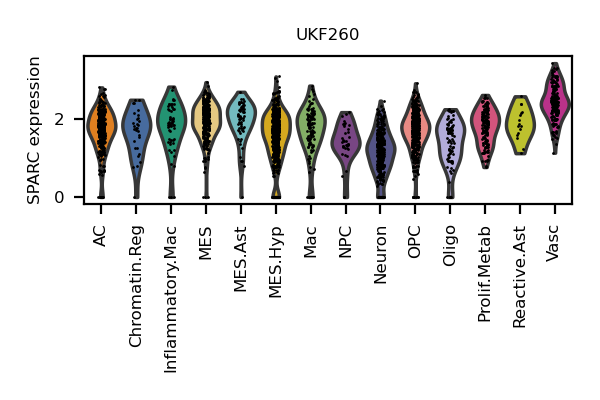 UKF260
SPARC expression
2
0
AC
Chromatin.Reg
Inflammatory.Mac
MES
MES.Ast
MES.Hyp
Mac
NPC
Neuron
OPC
Oligo
Prolif.Metab
Reactive.Ast
Vasc